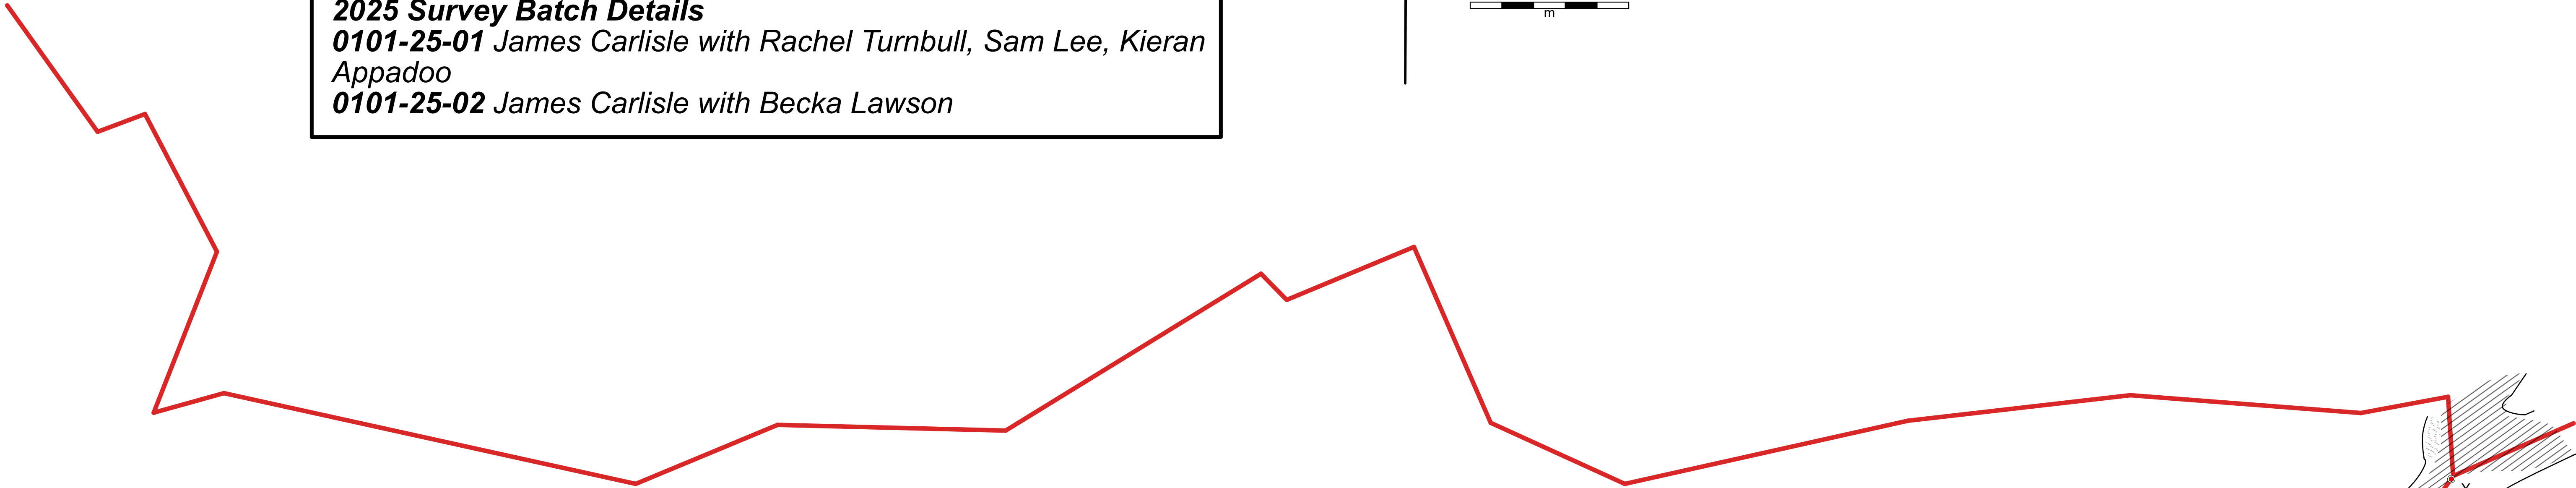 2025 Survey Batch Details
0101-25-01 James Carlisle with Rachel Turnbull, Sam Lee, Kieran
Appadoo
0101-25-02 James Carlisle with Becka Lawson
m